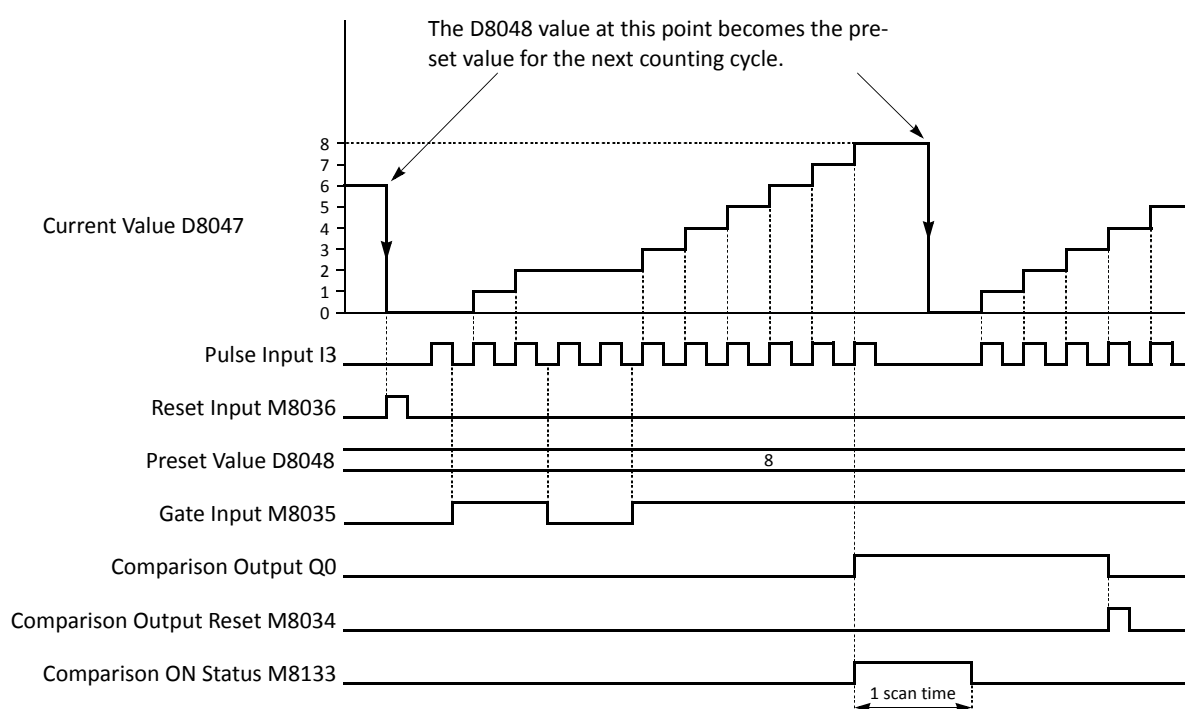 The D8048 value at this point becomes the pre-
set value for the next counting cycle.
8
7
6
5
4
3
2
1
0
Current Value D8047
Pulse Input I3
Reset Input M8036
Preset Value D8048
8
Gate Input M8035
Comparison Output Q0
Comparison Output Reset M8034
Comparison ON Status M8133
1 scan time